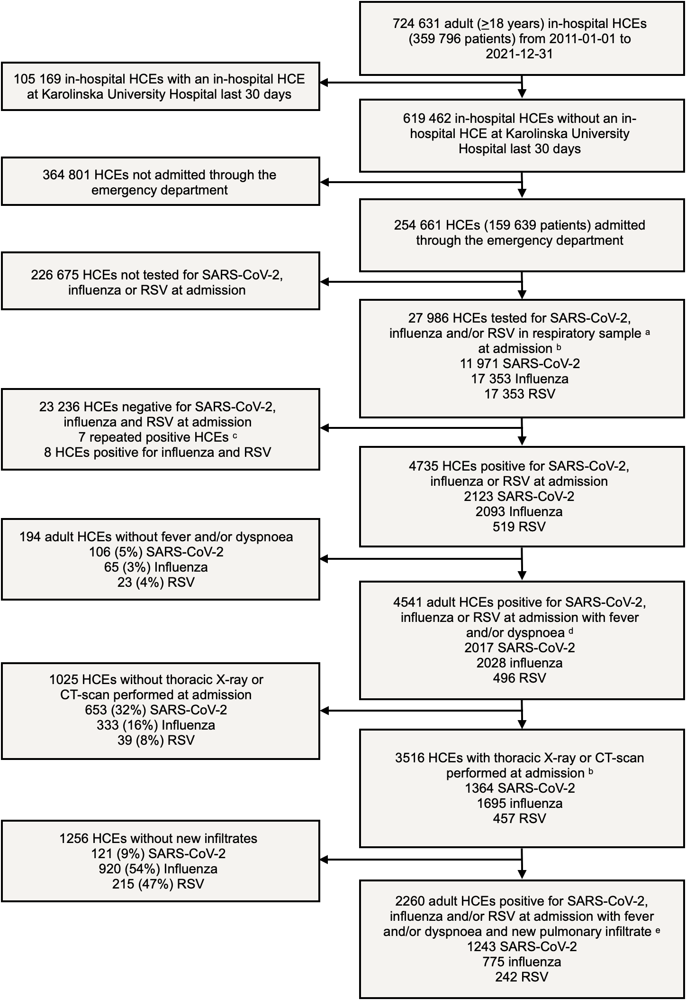 724 631 adult (≥18 years) in-hospital HCEs
(359 796 patients) from 2011-01-01 to
2021-12-31
105 169 in-hospital HCEs with an in-hospital HCE
at Karolinska University Hospital last 30 days
619 462 in-hospital HCEs without an in-
hospital HCE at Karolinska University
Hospital last 30 days
364 801 HCEs not admitted through the
emergency department
254 661 HCEs (159 639 patients) admitted
through the emergency department
226 675 HCEs not tested for SARS-CoV-2,
influenza or RSV at admission
27 986 HCEs tested for SARS-CoV-2,
influenza and/or RSV in respiratory sample a
at admission b
11 971 SARS-CoV-2
17 353 Influenza
17 353 RSV
23 236 HCEs negative for SARS-CoV-2,
influenza and RSV at admission
7 repeated positive HCEs c
8 HCEs positive for influenza and RSV
4735 HCEs positive for SARS-CoV-2,
influenza or RSV at admission
2123 SARS-CoV-2
2093 Influenza
519 RSV
194 adult HCEs without fever and/or dyspnoea
106 (5%) SARS-CoV-2
65 (3%) Influenza
23 (4%) RSV
4541 adult HCEs positive for SARS-CoV-2,
influenza or RSV at admission with fever
and/or dyspnoea d
2017 SARS-CoV-2
2028 influenza
496 RSV
1025 HCEs without thoracic X-ray or
CT-scan performed at admission
653 (32%) SARS-CoV-2
333 (16%) Influenza
39 (8%) RSV
3516 HCEs with thoracic X-ray or CT-scan
performed at admission b
1364 SARS-CoV-2
1695 influenza
457 RSV
1256 HCEs without new infiltrates
121 (9%) SARS-CoV-2
920 (54%) Influenza
215 (47%) RSV
2260 adult HCEs positive for SARS-CoV-2,
influenza and/or RSV at admission with fever
and/or dyspnoea and new pulmonary infiltrate e
1243 SARS-CoV-2
775 influenza
242 RSV